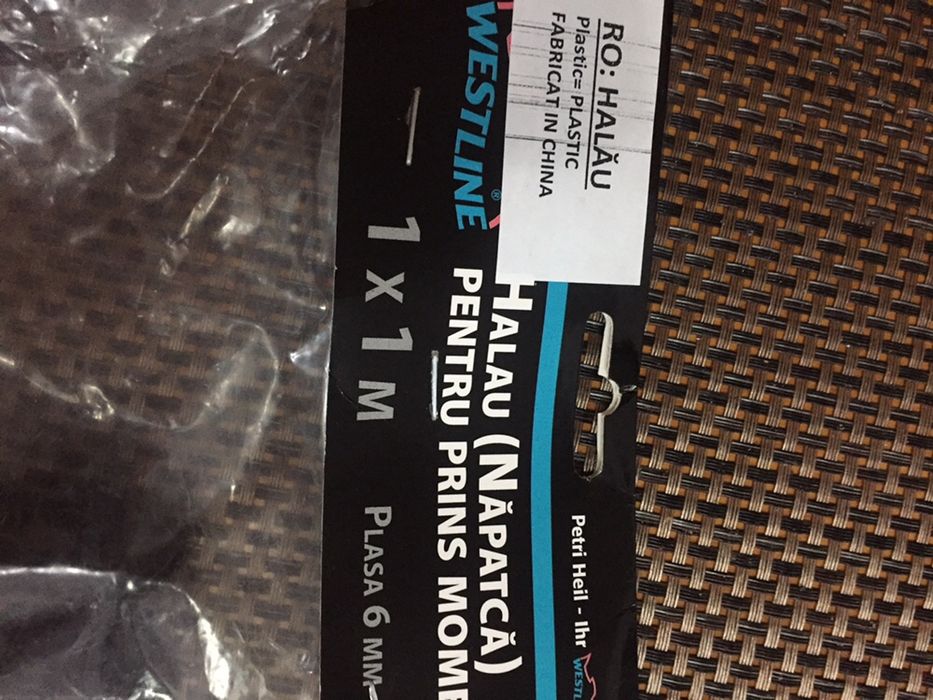 RO: HALĂU
Plastic= PLASTIC
FABRICAT IN CHINA
Petri Heil - Ihr
HALAU (NĂPATCĂ)
PENTRU PRINS
WESTLINE®
1 X 1 M
PLASA 6 MM